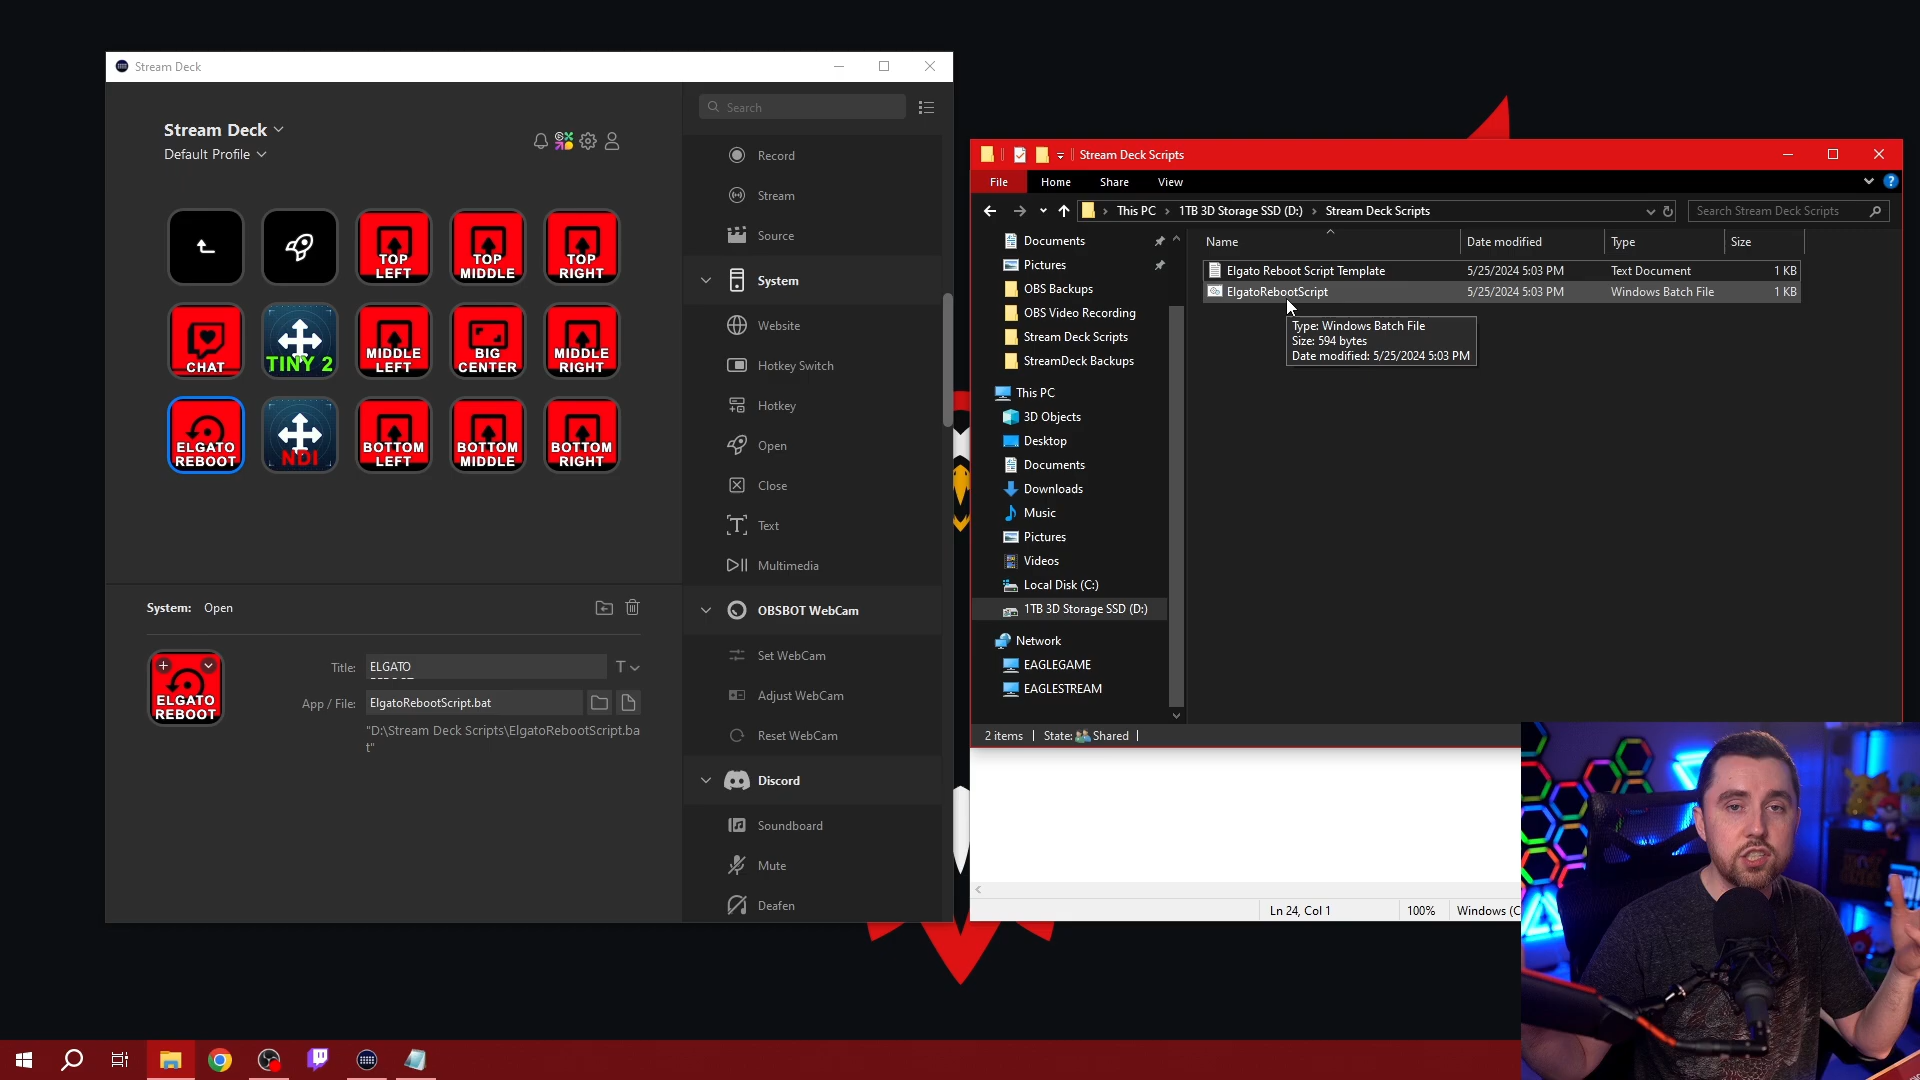 Stream Deck
Stream Deck
Default Profile
TOP
LEFT
TOP
MIDDLE
TOP
RIGHT
CHAT
TINY 2
MIDDLE
LEFT
BIG
CENTER
MIDDLE
RIGHT
ELGATO
REBOOT
NDI
BOTTOM
LEFT
BOTTOM
MIDDLE
BOTTOM
RIGHT
System: Open
ELGATO
REBOOT
Title: ELGATO
App / File: ElgatoRebootScript.bat
"D:\Stream Deck Scripts\ElgatoRebootScript.ba
t"
Search
Record
Stream
Source
System
Website
Hotkey Switch
Hotkey
Open
Close
Text
Multimedia
OBSBOT WebCam
Set WebCam
Adjust WebCam
Reset WebCam
Discord
Soundboard
Mute
Deafen
Stream Deck Scripts
File Home Share View
This PC › 1TB 3D Storage SSD (D:) › Stream Deck Scripts
Search Stream Deck Scripts
Documents
Pictures
OBS Backups
OBS Video Recording
Stream Deck Scripts
StreamDeck Backups
This PC
3D Objects
Desktop
Documents
Downloads
Music
Pictures
Videos
Local Disk (C:)
1TB 3D Storage SSD (D:)
Network
EAGLEGAME
EAGLESTREAM
Name Date modified Type Size
Elgato Reboot Script Template 5/25/2024 5:03 PM Text Document 1 KB
ElgatoRebootScript 5/25/2024 5:03 PM Windows Batch File 1 KB
Type: Windows Batch File
Size: 594 bytes
Date modified: 5/25/2024 5:03 PM
2 items State: Shared
Ln 24, Col 1 100% Windows (C